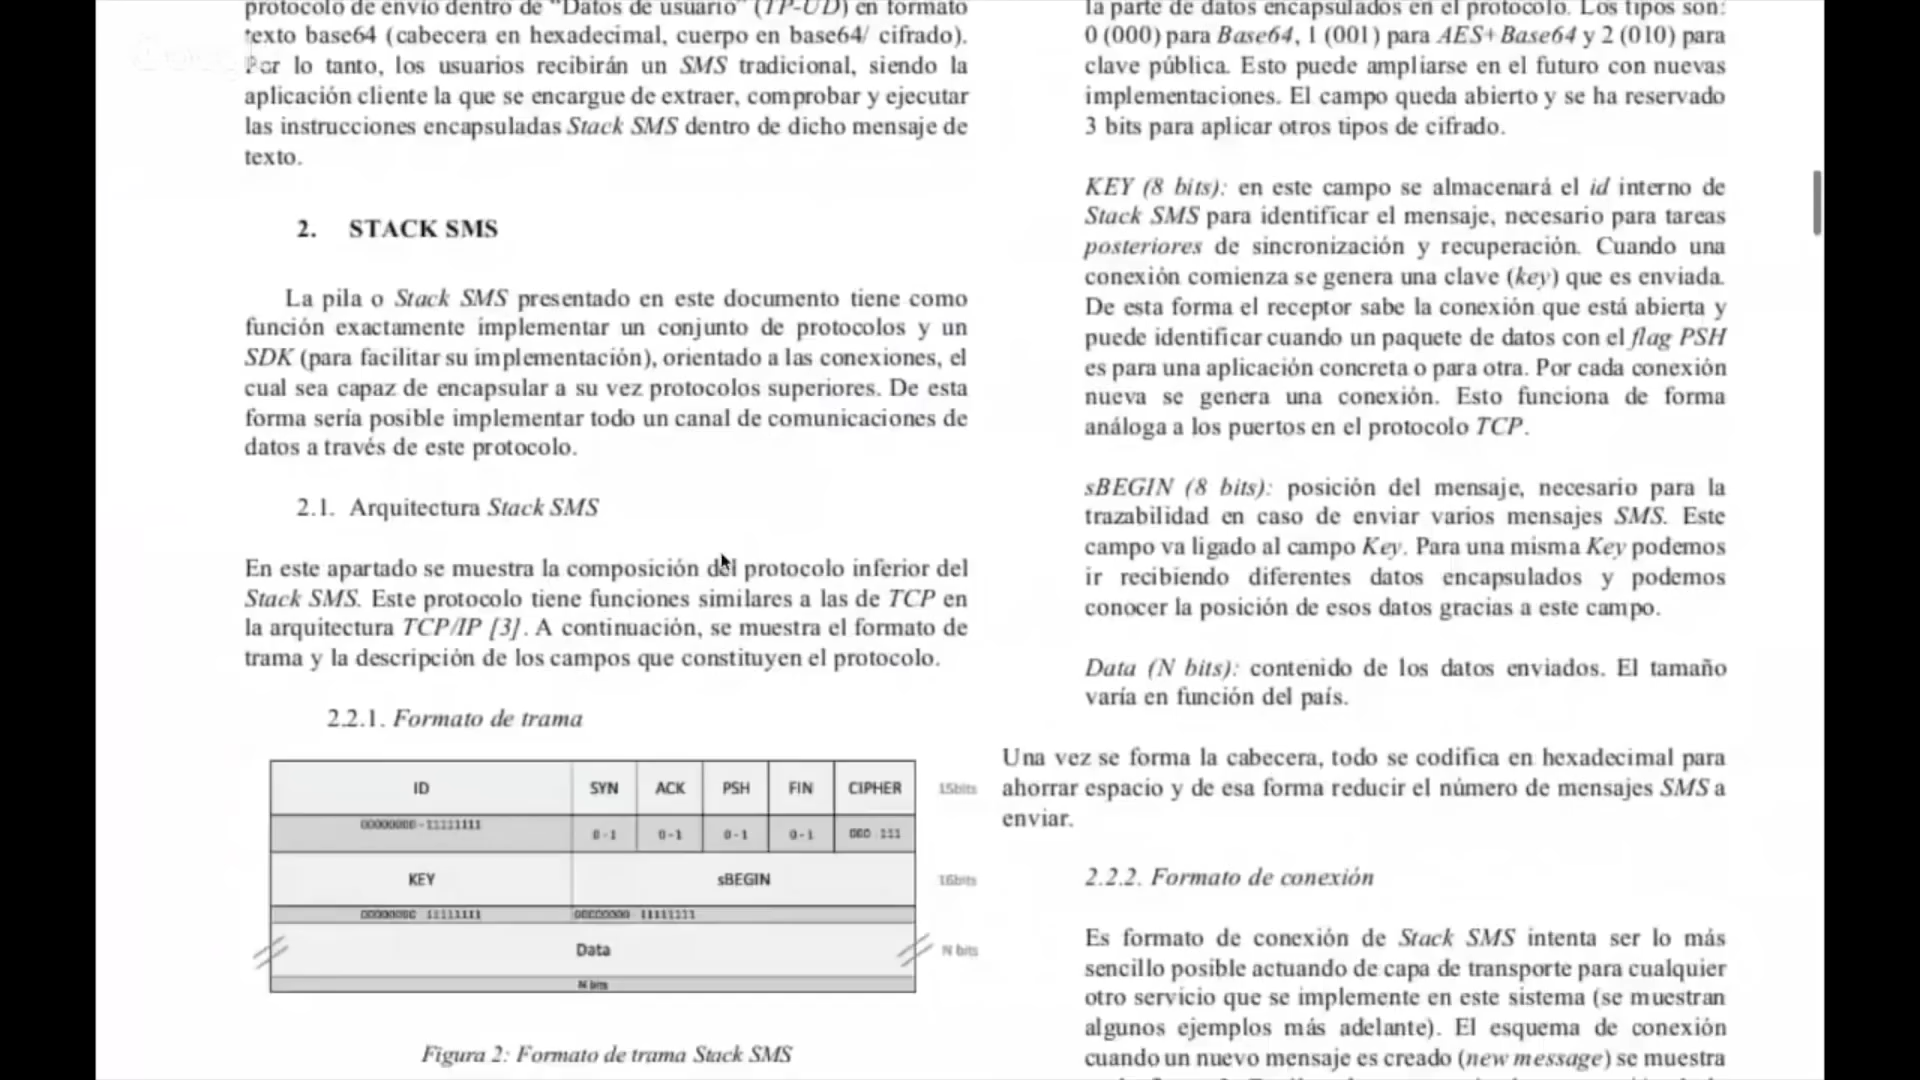 protocolo de envío dentro de "Datos de usuario" (TP-UD) en formato
texto base64 (cabecera en hexadecimal, cuerpo en base64/ cifrado).
Por lo tanto, los usuarios recibirán un SMS tradicional, siendo la
aplicación cliente la que se encargue de extraer, comprobar y ejecutar
las instrucciones encapsuladas Stack SMS dentro de dicho mensaje de
texto.
2. STACK SMS
La pila o Stack SMS presentado en este documento tiene como
función exactamente implementar un conjunto de protocolos y un
SDK (para facilitar su implementación), orientado a las conexiones, el
cual sea capaz de encapsular a su vez protocolos superiores. De esta
forma sería posible implementar todo un canal de comunicaciones de
datos a través de este protocolo.
2.1. Arquitectura Stack SMS
En este apartado se muestra la composición del protocolo inferior del
Stack SMS. Este protocolo tiene funciones similares a las de TCP en
la arquitectura TCP/IP [3]. A continuación, se muestra el formato de
trama y la descripción de los campos que constituyen el protocolo.
2.2.1. Formato de trama
ID SYN ACK PSH FIN CIPHER 15bits
00000000 - 11111111 0 - 1 0 - 1 0 - 1 0 - 1 000 111
KEY sBEGIN 16bits
00000000 11111111 00000000 11111111
Data N bits
N bits
Figura 2: Formato de trama Stack SMS
la parte de datos encapsulados en el protocolo. Los tipos son:
0 (000) para Base64, 1 (001) para AES+Base64 y 2 (010) para
clave pública. Esto puede ampliarse en el futuro con nuevas
implementaciones. El campo queda abierto y se ha reservado
3 bits para aplicar otros tipos de cifrado.
KEY (8 bits): en este campo se almacenará el id interno de
Stack SMS para identificar el mensaje, necesario para tareas
posteriores de sincronización y recuperación. Cuando una
conexión comienza se genera una clave (key) que es enviada.
De esta forma el receptor sabe la conexión que está abierta y
puede identificar cuando un paquete de datos con el flag PSH
es para una aplicación concreta o para otra. Por cada conexión
nueva se genera una conexión. Esto funciona de forma
análoga a los puertos en el protocolo TCP.
sBEGIN (8 bits): posición del mensaje, necesario para la
trazabilidad en caso de enviar varios mensajes SMS. Este
campo va ligado al campo Key. Para una misma Key podemos
ir recibiendo diferentes datos encapsulados y podemos
conocer la posición de esos datos gracias a este campo.
Data (N bits): contenido de los datos enviados. El tamaño
varía en función del país.
Una vez se forma la cabecera, todo se codifica en hexadecimal para
ahorrar espacio y de esa forma reducir el número de mensajes SMS a
enviar.
2.2.2. Formato de conexión
Es formato de conexión de Stack SMS intenta ser lo más
sencillo posible actuando de capa de transporte para cualquier
otro servicio que se implemente en este sistema (se muestran
algunos ejemplos más adelante). El esquema de conexión
cuando un nuevo mensaje es creado (new message) se muestra